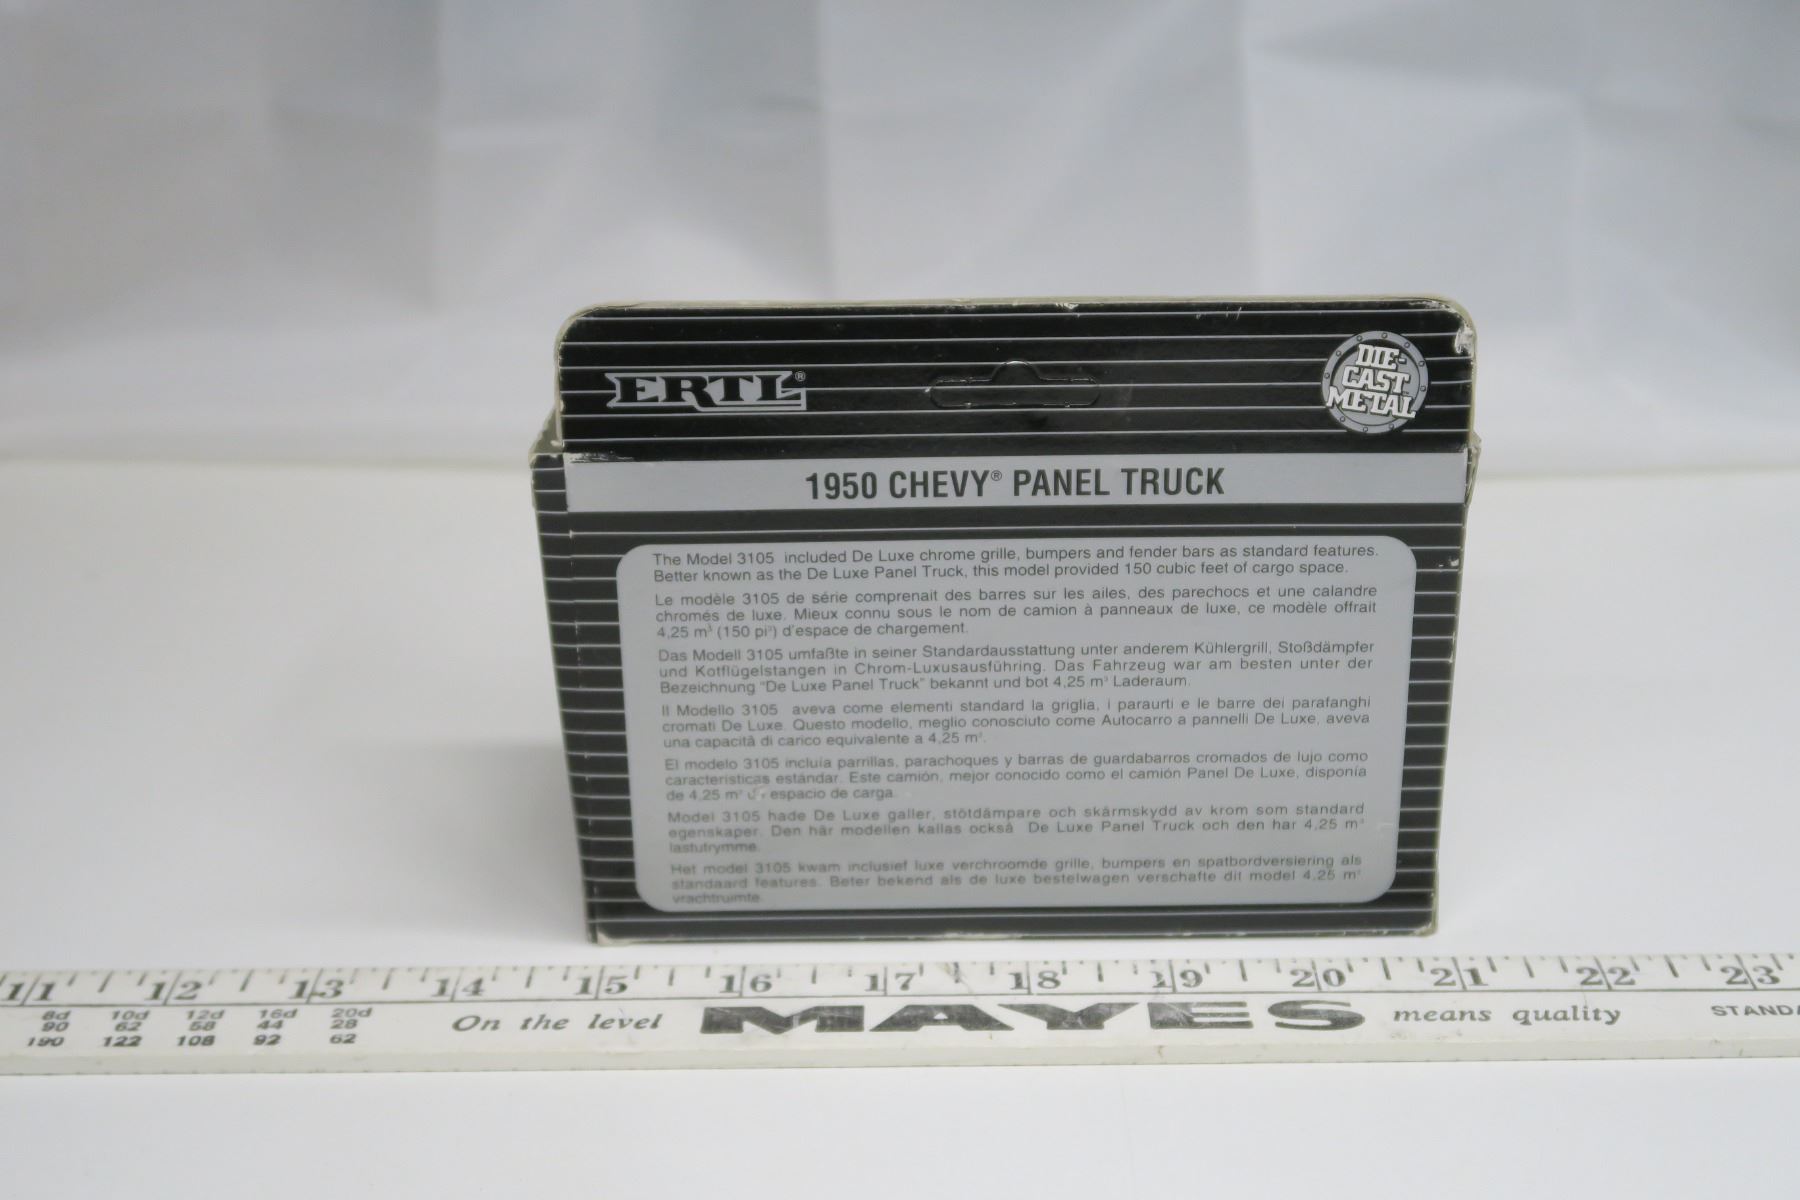 ERTL®
DIE-
CAST
METAL
1950 CHEVY® PANEL TRUCK
The Model 3105 included De Luxe chrome grille, bumpers and fender bars as standard features.
Better known as the De Luxe Panel Truck, this model provided 150 cubic feet of cargo space.
Le modèle 3105 de série comprenait des barres sur les ailes, des parechocs et une calandre
chromés de luxe. Mieux connu sous le nom de camion à panneaux de luxe, ce modèle offrait
4,25 m³ (150 pi³) d'espace de chargement.
Das Modell 3105 umfaßte in seiner Standardausstattung unter anderem Kühlergrill, Stoßdämpfer
und Kotflügelstangen in Chrom-Luxusausführing. Das Fahrzeug war am besten unter der
Bezeichnung "De Luxe Panel Truck" bekannt und bot 4,25 m³ Laderaum.
Il Modello 3105 aveva come elementi standard la griglia, i paraurti e le barre dei parafanghi
cromati De Luxe. Questo modello, meglio conosciuto come Autocarro a pannelli De Luxe, aveva
una capacità di carico equivalente a 4,25 m³.
El modelo 3105 incluía parrillas, parachoques y barras de guardabarros cromados de lujo como
características estándar. Este camión, mejor conocido como el camión Panel De Luxe, disponía
de 4,25 m³ espacio de carga.
Model 3105 hade De Luxe galler, stötdämpare och skärmskydd av krom som standard
egenskaper. Den här modellen kallas också De Luxe Panel Truck och den har 4,25 m³
lastutrymme.
Het model 3105 kwam inclusief luxe verchroomde grille, bumpers en spatbordversiering als
standaard features. Beter bekend als de luxe bestelwagen verschafte dit model 4,25 m³
vrachtruimte.
11 12 13 14 15 16 17 18 19 20 21 22 23
8d 10d 12d 16d 20d
90 62 58 44 28
190 122 108 92 62
On the level MAYES means quality